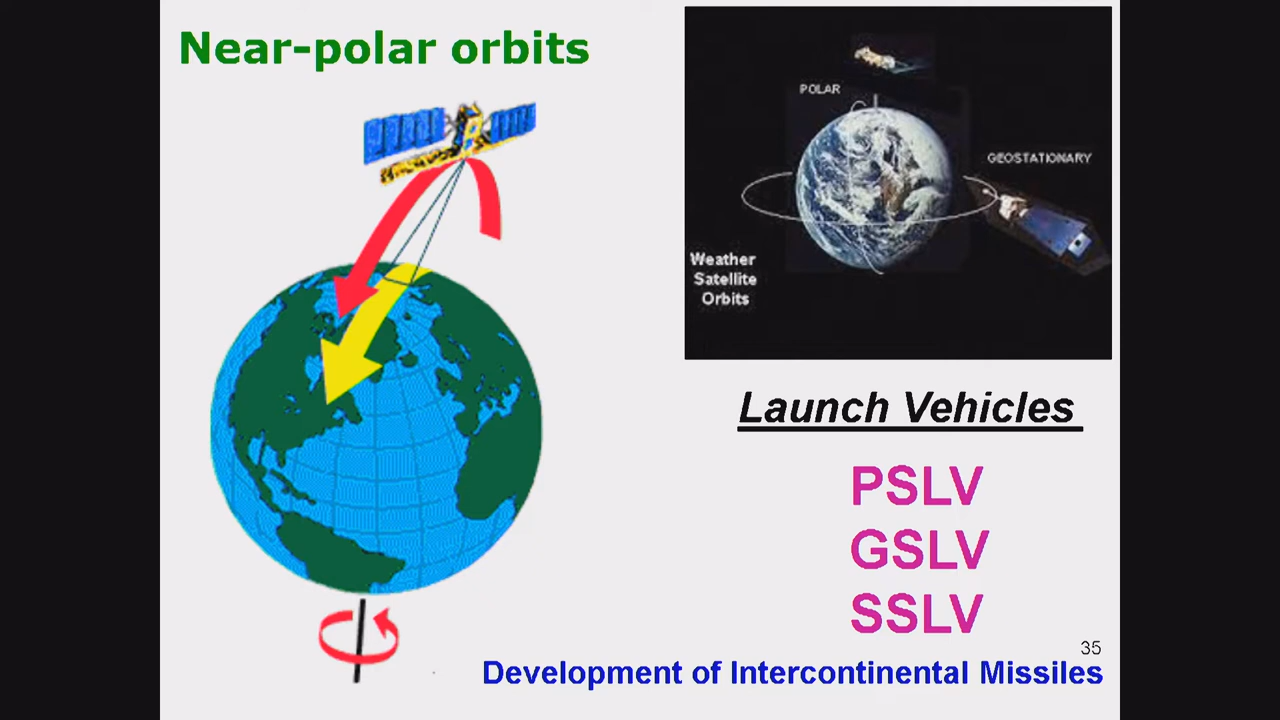 Near-polar orbits
POLAR
GEOSTATIONARY
Weather
Satellite
Orbits
Launch Vehicles
PSLV
GSLV
SSLV
35
Development of Intercontinental Missiles